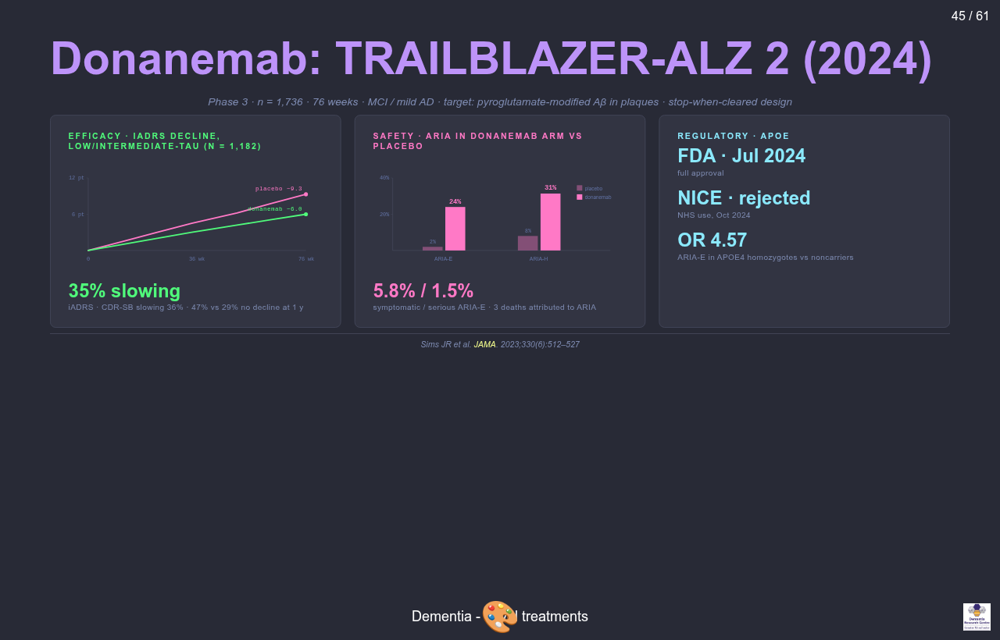 45 / 61
Donanemab: TRAILBLAZER-ALZ 2 (2024)
Phase 3 · n = 1,736 · 76 weeks · MCI / mild AD · target: pyroglutamate-modified Aβ in plaques · stop-when-cleared design
EFFICACY · IADRS DECLINE,
LOW/INTERMEDIATE-TAU (N = 1,182)
12 pt
6 pt
placebo −9.3
donanemab −6.0
0
38 wk
76 wk
35% slowing
iADRS · CDR-SB slowing 36% · 47% vs 29% no decline at 1 y
SAFETY · ARIA IN DONANEMAB ARM VS
PLACEBO
40%
20%
2%
24%
8%
31%
placebo
donanemab
ARIA-E
ARIA-H
5.8% / 1.5%
symptomatic / serious ARIA-E · 3 deaths attributed to ARIA
REGULATORY · APOE
FDA · Jul 2024
full approval
NICE · rejected
NHS use, Oct 2024
OR 4.57
ARIA-E in APOE4 homozygotes vs noncarriers
Sims JR et al. JAMA. 2023;330(6):512–527
Dementia - treatments
Dementia
Research Centre